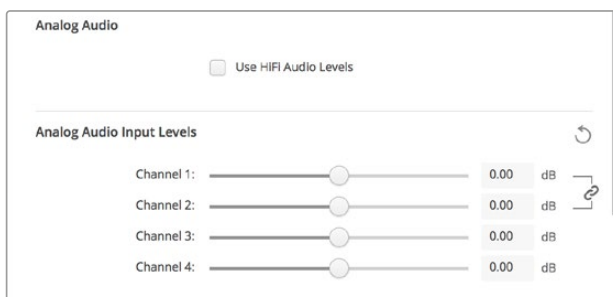 Analog Audio
Use HiFi Audio Levels
Analog Audio Input Levels
Channel 1: 0.00 dB
Channel 2: 0.00 dB
Channel 3: 0.00 dB
Channel 4: 0.00 dB